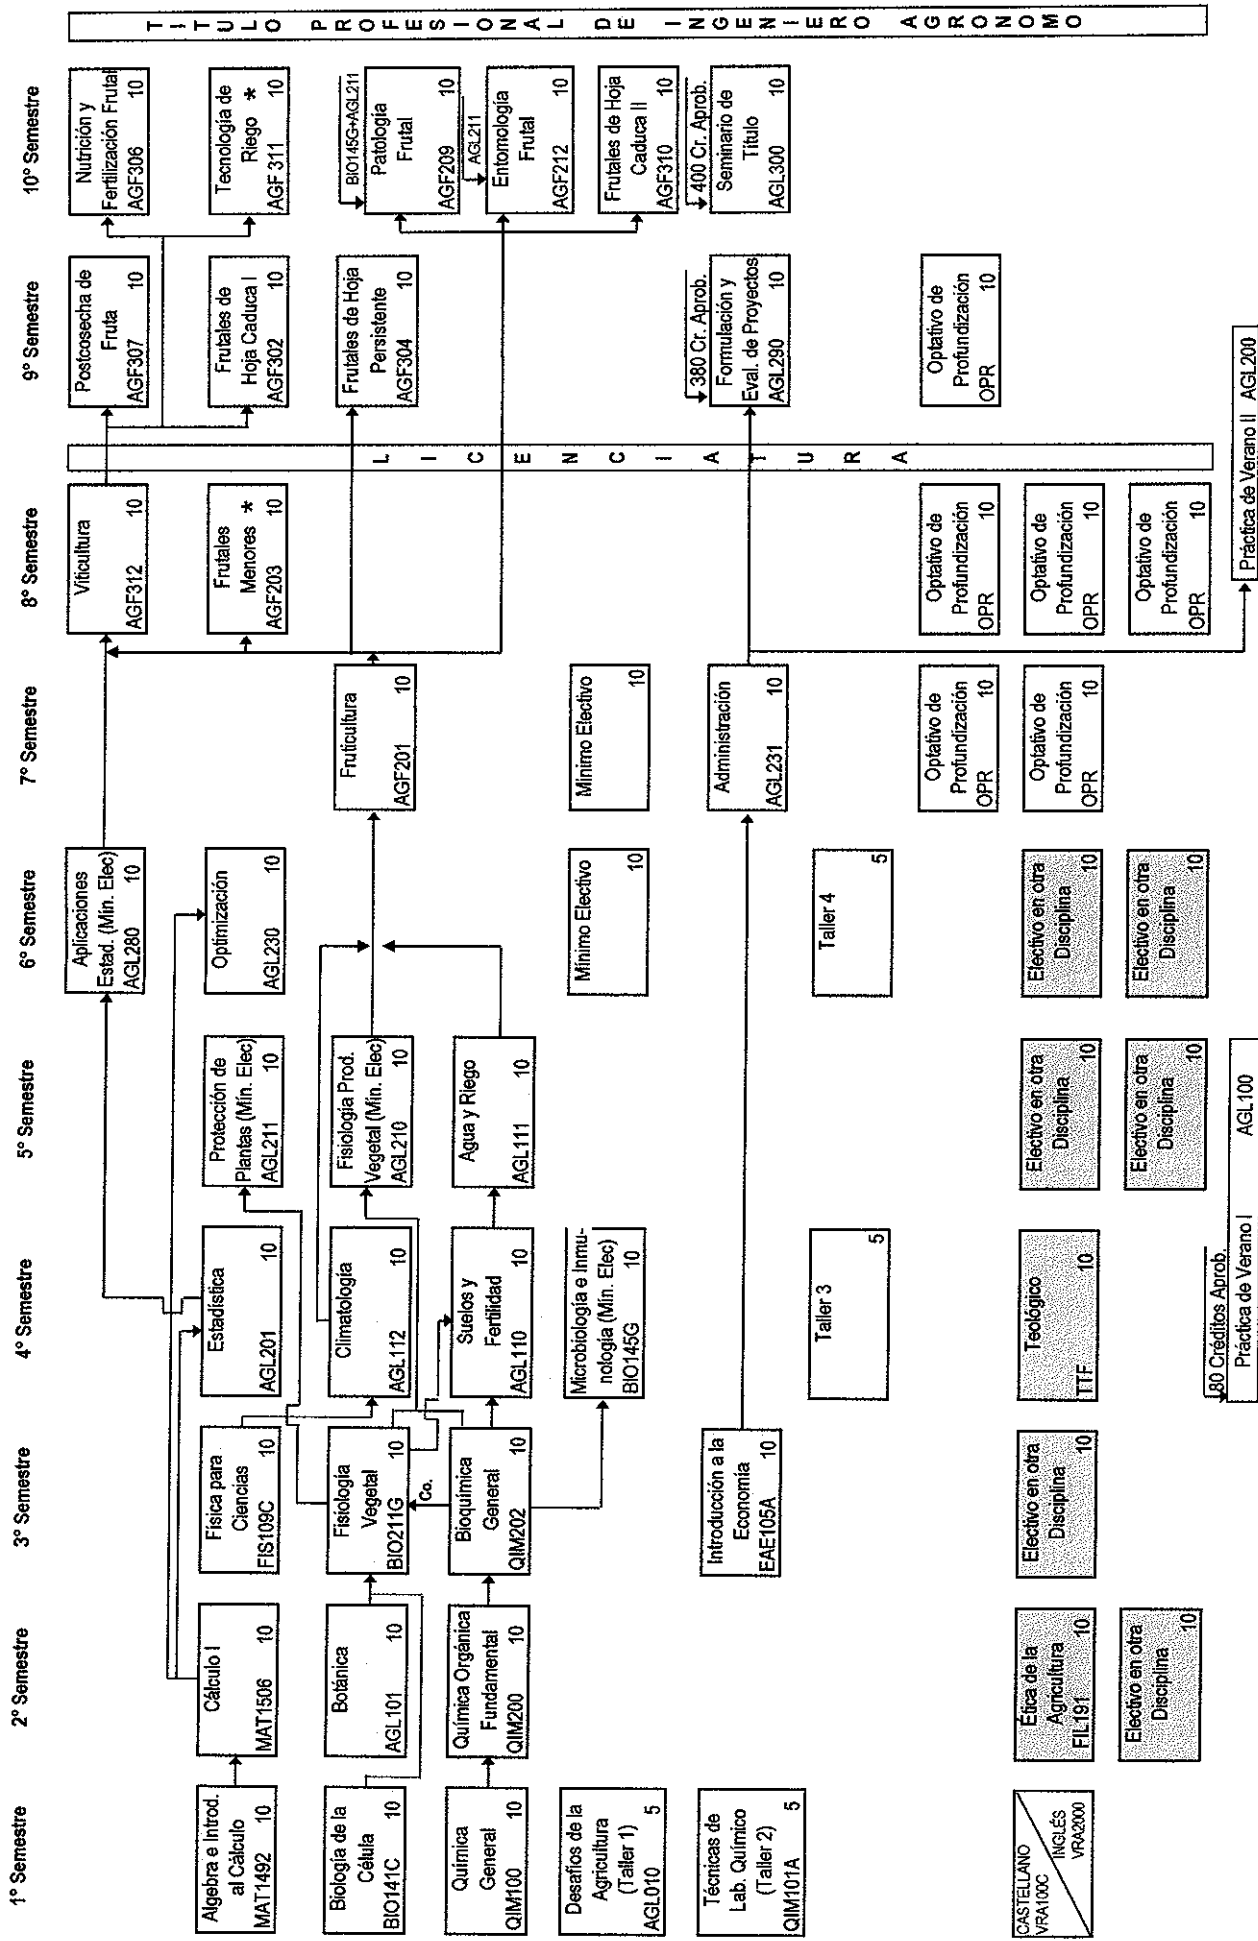 1° Semestre
Algebra e Introd.
al Cálculo
MAT1492 10
Biología de la
Célula
BIO141C 10
Química
General
QIM100 10
Desafíos de la
Agricultura
(Taller 1)
AGL010 5
Técnicas de
Lab. Químico
(Taller 2)
QIM101A 5
CASTELLANO
VRA100C
INGLÉS
VRA2000
2° Semestre
Cálculo I
MAT1506 10
Botánica
AGL101 10
Química Orgánica
Fundamental
QIM200 10
Ética de la
Agricultura
FIL191 10
Electivo en otra
Disciplina
10
3° Semestre
Física para
Ciencias
FIS109C 10
Fisiología
Vegetal
BIO211G 10
Co.
Bioquímica
General
QIM202 10
Introducción a la
Economía
EAE105A 10
Electivo en otra
Disciplina
10
4° Semestre
Estadística
AGL201 10
Climatología
AGL112 10
Suelos y
Fertilidad
AGL110 10
Microbiología e Inmu-
nología (Mín. Elec)
BIO145G 10
Taller 3
5
Teológico
TTF 10
80 Créditos Aprob.
Práctica de Verano I AGL100
5° Semestre
Protección de
Plantas (Mín. Elec)
AGL211 10
Fisiología Prod.
Vegetal (Mín. Elec)
AGL210 10
Agua y Riego
AGL111 10
Electivo en otra
Disciplina
10
Electivo en otra
Disciplina
10
6° Semestre
Aplicaciones
Estad. (Min. Elec)
AGL280 10
Optimización
AGL230 10
Mínimo Electivo
10
Taller 4
5
Electivo en otra
Disciplina
10
Electivo en otra
Disciplina
10
7° Semestre
Fruticultura
AGF201 10
Mínimo Electivo
10
Administración
AGL231 10
Optativo de
Profundización
OPR 10
Optativo de
Profundización
OPR 10
8° Semestre
Viticultura
AGF312 10
Frutales
Menores *
AGF203 10
Optativo de
Profundización
OPR 10
Optativo de
Profundización
OPR 10
Optativo de
Profundización
OPR 10
Práctica de Verano II AGL200
LICENCIATURA
9° Semestre
Postcosecha de
Fruta
AGF307 10
Frutales de
Hoja Caduca I
AGF302 10
Frutales de Hoja
Persistente
AGF304 10
380 Cr. Aprob.
Formulación y
Eval. de Proyectos
AGL290 10
Optativo de
Profundización
OPR 10
10° Semestre
Nutrición y
Fertilización Frutal
AGF306 10
Tecnología de
Riego *
AGF 311 10
BIO145G+AGL211
Patología
Frutal
AGF209 10
AGL211
Entomología
Frutal
AGF212 10
Frutales de Hoja
Caduca II
AGF310 10
400 Cr. Aprob.
Seminario de
Título
AGL300 10
TITULO PROFESIONAL DE INGENIERO AGRONOMO